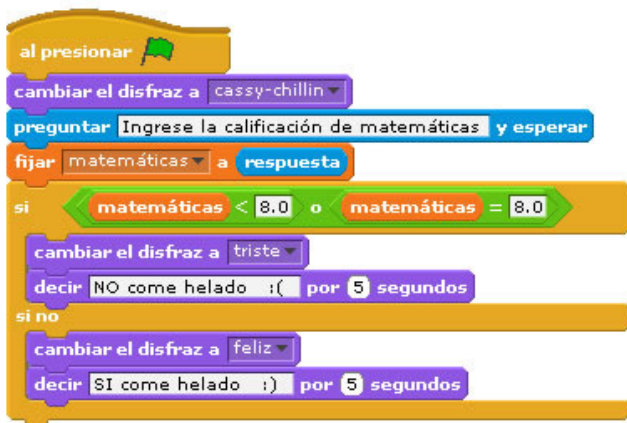 al presionar
cambiar el disfraz a cassy-chillin
preguntar Ingrese la calificación de matemáticas y esperar
fijar matemáticas a respuesta
si matemáticas < 8.0 o matemáticas = 8.0
cambiar el disfraz a triste
decir NO come helado :( por 5 segundos
si no
cambiar el disfraz a feliz
decir SI come helado :) por 5 segundos